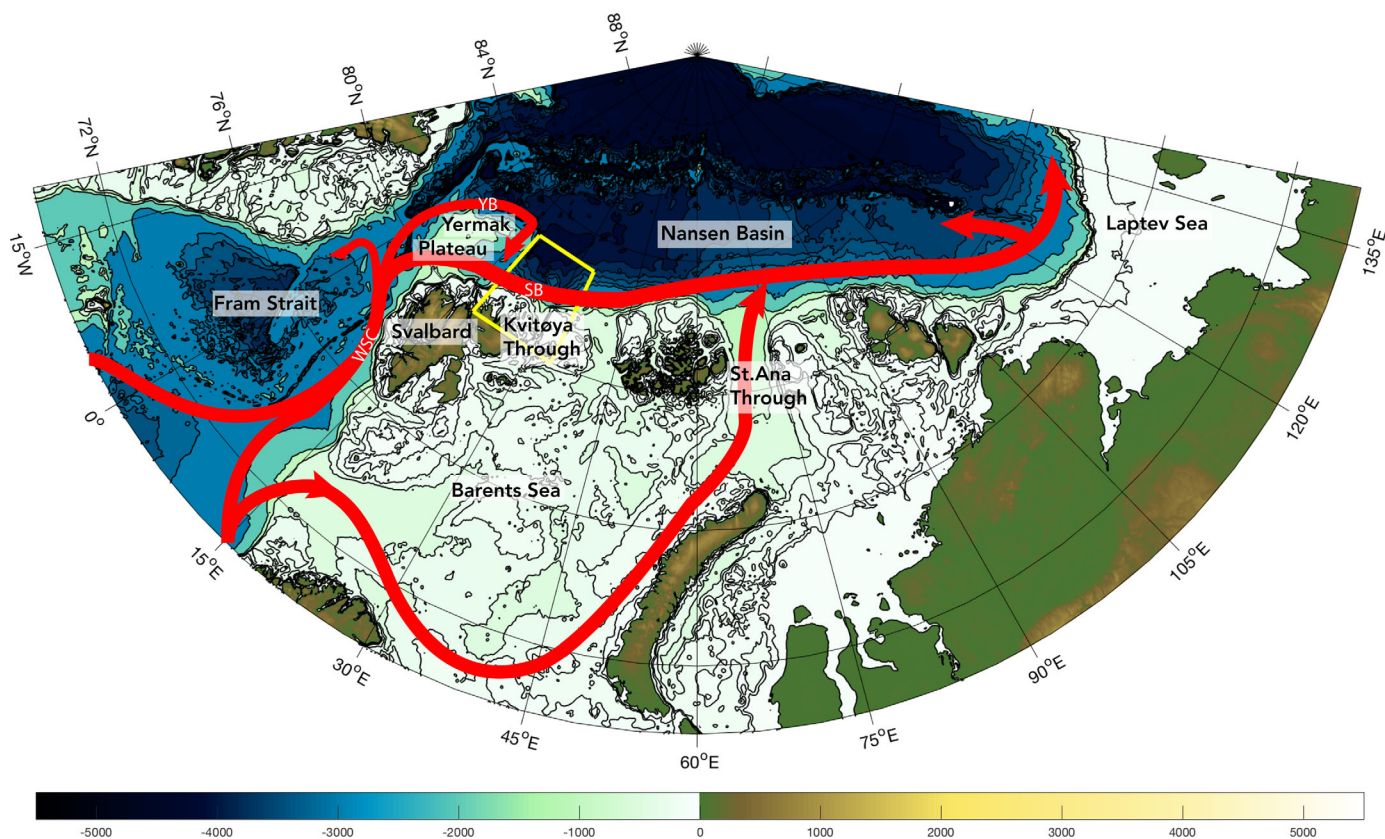 88°N
84°N
80°N
76°N
72°N
15°W
0°
15°E
30°E
45°E
60°E
75°E
90°E
105°E
120°E
135°E
YB
Yermak
Plateau
Nansen Basin
Laptev Sea
Fram Strait
SB
Svalbard
Kvitøya
Through
WSC
St.Ana
Through
Barents Sea
-5000 -4000 -3000 -2000 -1000 0 1000 2000 3000 4000 5000